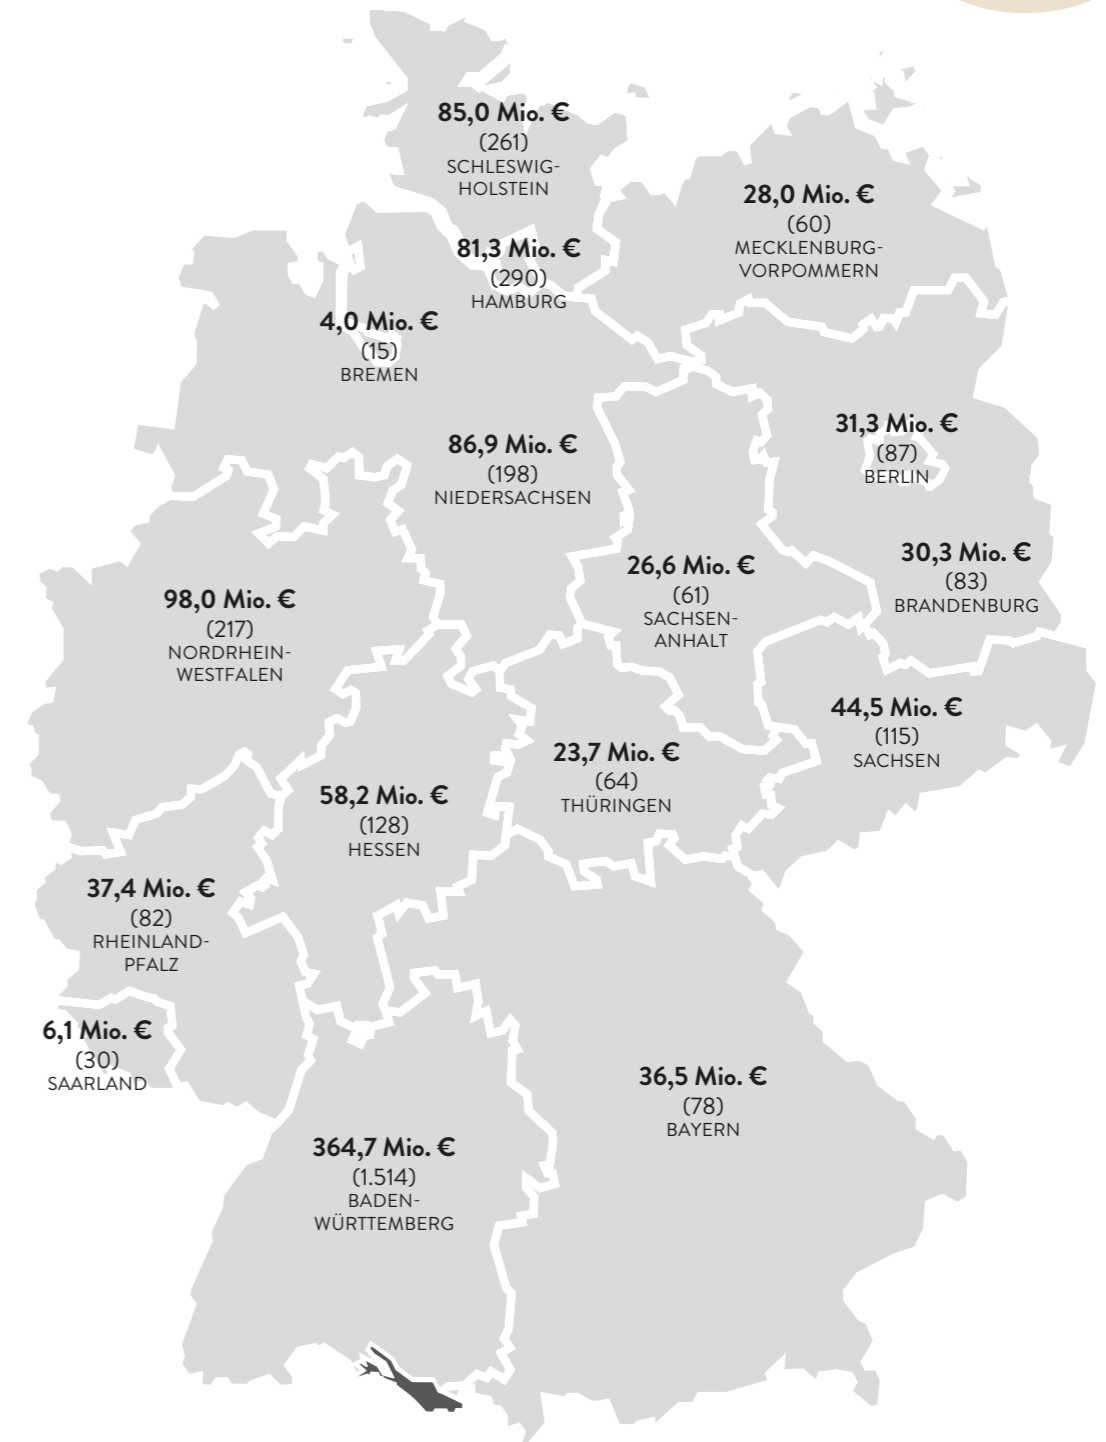 85,0 Mio. €
(261)
SCHLESWIG-
HOLSTEIN
28,0 Mio. €
(60)
MECKLENBURG-
VORPOMMERN
81,3 Mio. €
(290)
HAMBURG
4,0 Mio. €
(15)
BREMEN
31,3 Mio. €
(87)
BERLIN
86,9 Mio. €
(198)
NIEDERSACHSEN
30,3 Mio. €
(83)
BRANDENBURG
26,6 Mio. €
(61)
SACHSEN-
ANHALT
98,0 Mio. €
(217)
NORDRHEIN-
WESTFALEN
44,5 Mio. €
(115)
SACHSEN
23,7 Mio. €
(64)
THÜRINGEN
58,2 Mio. €
(128)
HESSEN
37,4 Mio. €
(82)
RHEINLAND-
PFALZ
6,1 Mio. €
(30)
SAARLAND
36,5 Mio. €
(78)
BAYERN
364,7 Mio. €
(1.514)
BADEN-
WÜRTTEMBERG